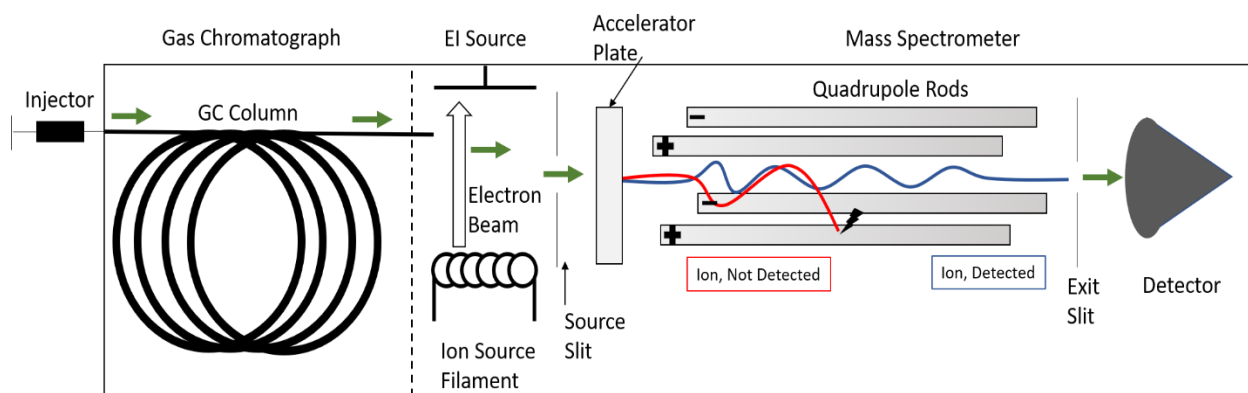 Gas Chromatograph
EI Source
Accelerator
Plate
Mass Spectrometer
Injector
GC Column
Quadrupole Rods
-
+
Electron
Beam
-
+
Ion, Not Detected
Ion, Detected
Ion Source
Filament
Source
Slit
Exit
Slit
Detector